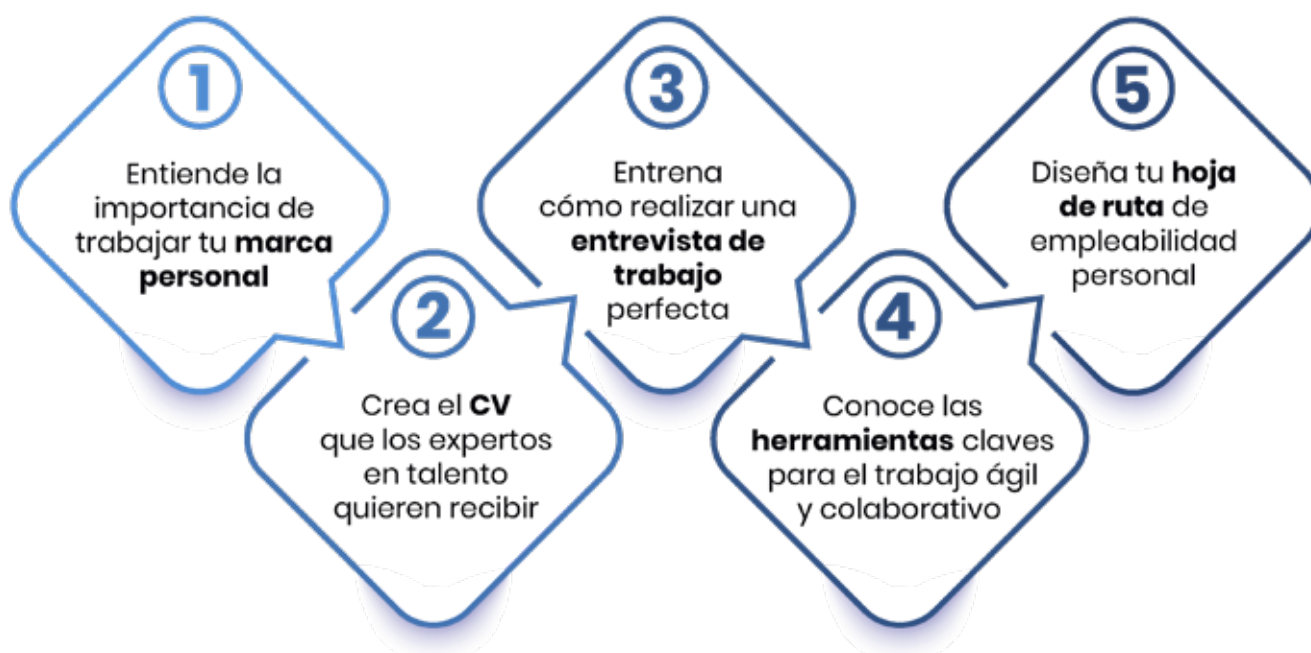 1
Entiende la
importancia de
trabajar tu marca
personal
2
Crea el CV
que los expertos
en talento
quieren recibir
3
Entrena
cómo realizar una
entrevista de
trabajo
perfecta
4
Conoce las
herramientas claves
para el trabajo ágil
y colaborativo
5
Diseña tu hoja
de ruta de
empleabilidad
personal